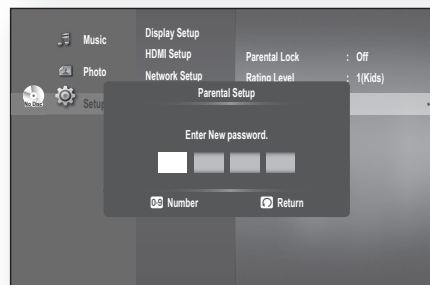 Music
Photo
No Disc
Setup
Display Setup
HDMI Setup
Network Setup
Parental Lock : Off
Rating Level : 1(Kids)
Parental Setup
Enter New password.
0-9 Number
Return